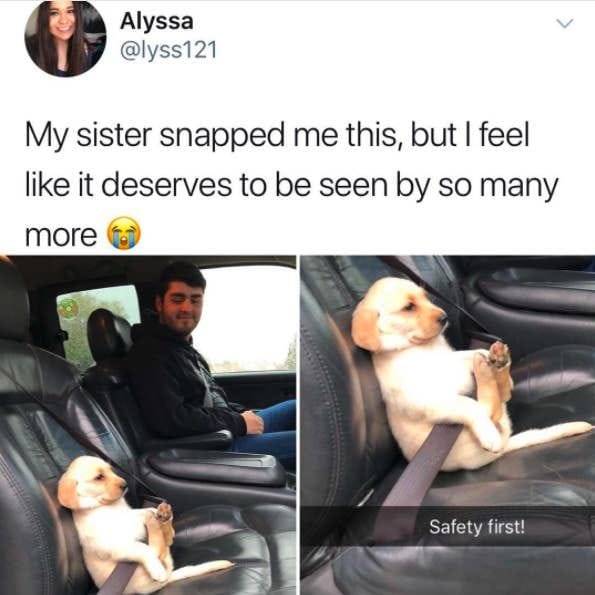 Alyssa
@lyss121
My sister snapped me this, but I feel
like it deserves to be seen by so many
more 😭
Safety first!